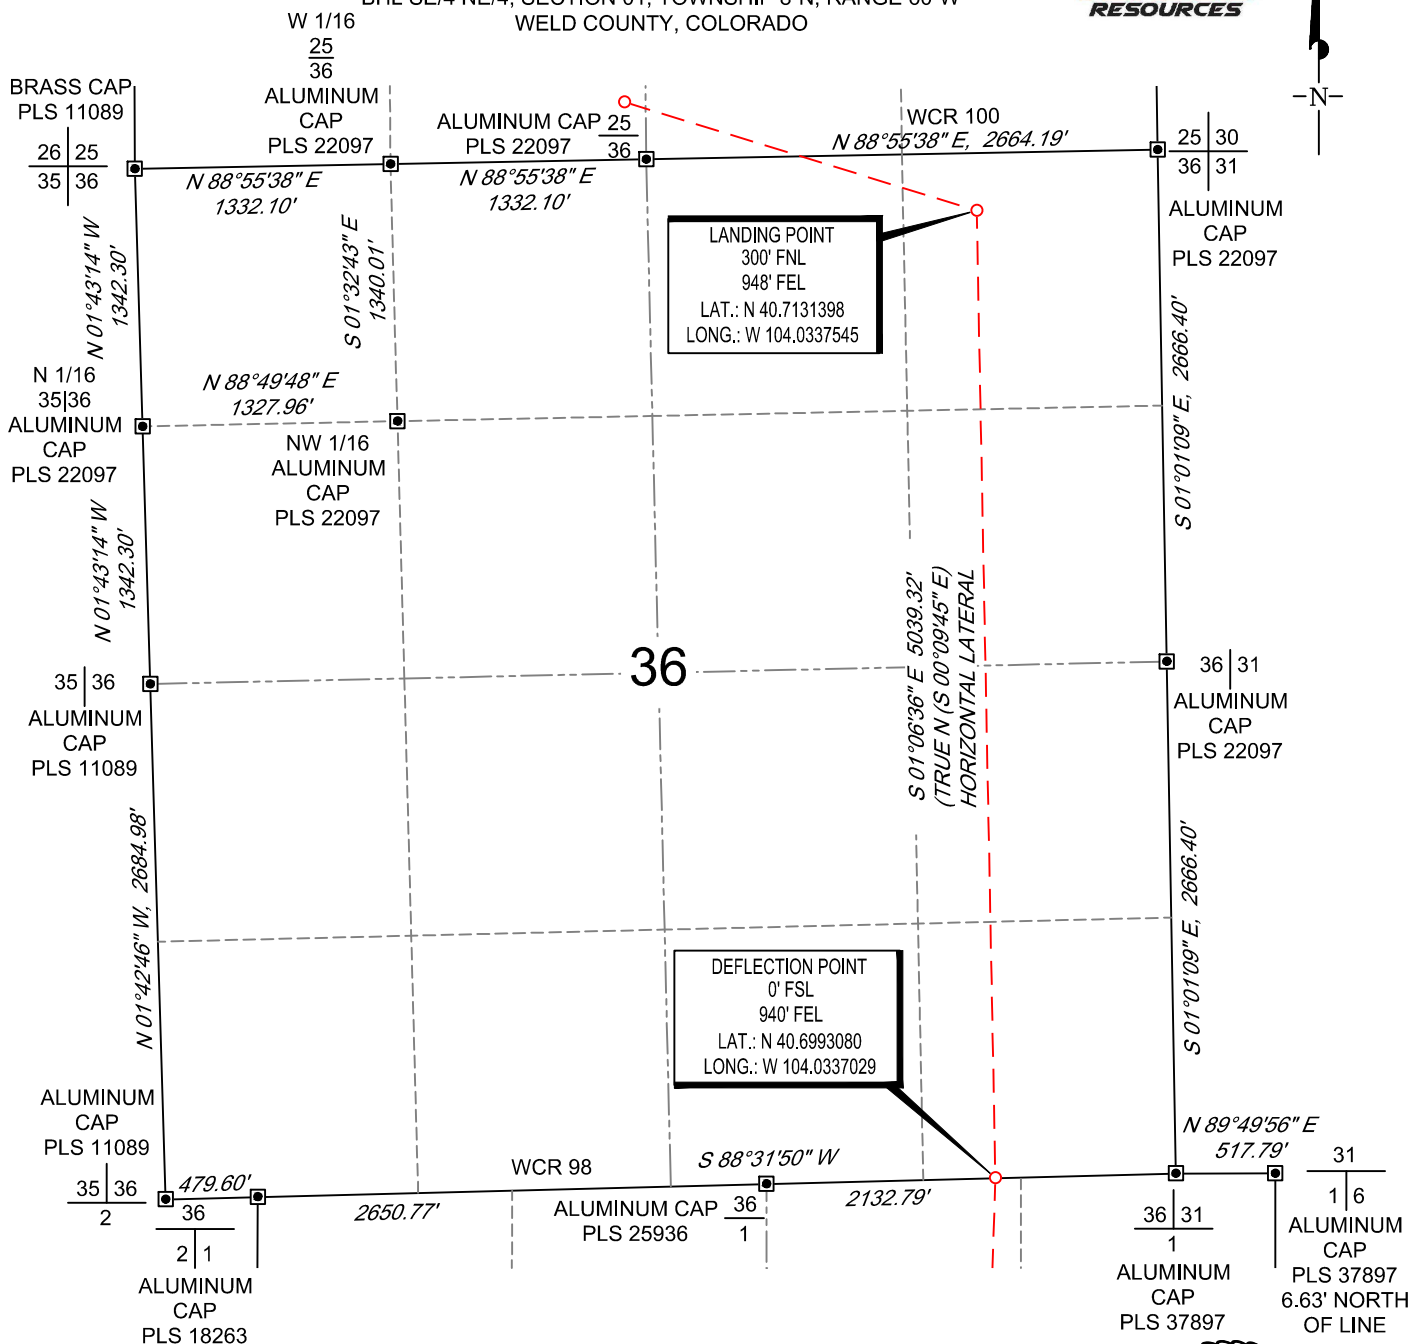 WELD COUNTY, COLORADO
RESOURCES
N
W 1/16
25
36
ALUMINUM
CAP
PLS 22097
BRASS CAP
PLS 11089
26 25
35 36
ALUMINUM CAP
PLS 22097
25
36
WCR 100
N 88°55'38" E, 2664.19'
25 30
36 31
ALUMINUM
CAP
PLS 22097
N 88°55'38" E
1332.10'
N 88°55'38" E
1332.10'
N 01°43'14" W
1342.30'
S 01°32'43" E
1340.01'
LANDING POINT
300' FNL
948' FEL
LAT.: N 40.7131398
LONG.: W 104.0337545
S 01°01'09" E, 2666.40'
N 1/16
35 36
ALUMINUM
CAP
PLS 22097
N 88°49'48" E
1327.96'
NW 1/16
ALUMINUM
CAP
PLS 22097
N 01°43'14" W
1342.30'
S 01°06'36" E 5039.32'
(TRUE N (S 00°09'45" E)
HORIZONTAL LATERAL
36
35 36
ALUMINUM
CAP
PLS 11089
36 31
ALUMINUM
CAP
PLS 22097
N 01°42'46" W, 2684.98'
S 01°01'09" E, 2666.40'
DEFLECTION POINT
0' FSL
940' FEL
LAT.: N 40.6993080
LONG.: W 104.0337029
ALUMINUM
CAP
PLS 11089
35 36
2
479.60'
36
2 1
ALUMINUM
CAP
PLS 18263
2650.77'
WCR 98
S 88°31'50" W
ALUMINUM CAP
PLS 25936
36
1
2132.79'
N 89°49'56" E
517.79'
36 31
1
ALUMINUM
CAP
PLS 37897
31
1 6
ALUMINUM
CAP
PLS 37897
6.63' NORTH
OF LINE